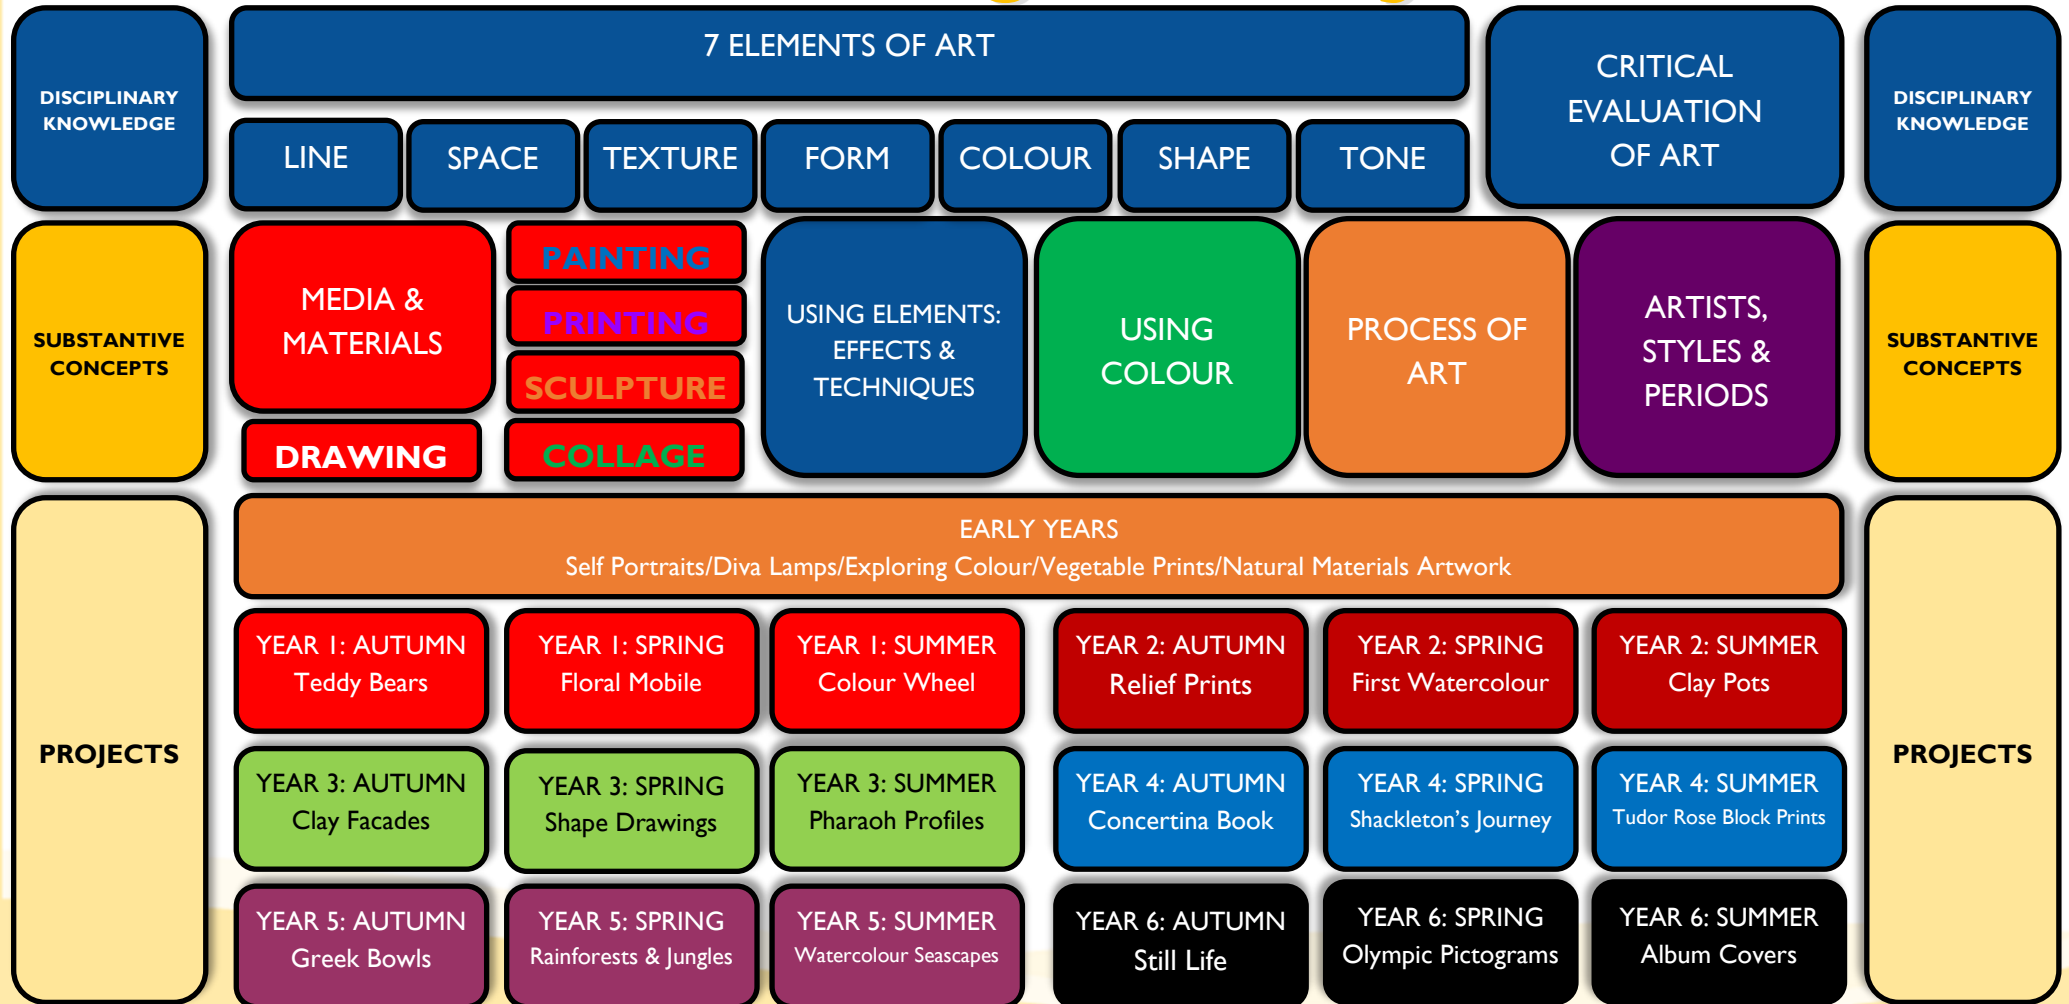 DISCIPLINARY
KNOWLEDGE
7 ELEMENTS OF ART
LINE
SPACE
TEXTURE
FORM
COLOUR
SHAPE
TONE
CRITICAL
EVALUATION
OF ART
DISCIPLINARY
KNOWLEDGE
SUBSTANTIVE
CONCEPTS
MEDIA &
MATERIALS
DRAWING
PAINTING
PRINTING
SCULPTURE
COLLAGE
USING ELEMENTS:
EFFECTS &
TECHNIQUES
USING
COLOUR
PROCESS OF
ART
ARTISTS,
STYLES &
PERIODS
SUBSTANTIVE
CONCEPTS
PROJECTS
EARLY YEARS
Self Portraits/Diva Lamps/Exploring Colour/Vegetable Prints/Natural Materials Artwork
YEAR 1: AUTUMN
Teddy Bears
YEAR 1: SPRING
Floral Mobile
YEAR 1: SUMMER
Colour Wheel
YEAR 2: AUTUMN
Relief Prints
YEAR 2: SPRING
First Watercolour
YEAR 2: SUMMER
Clay Pots
YEAR 3: AUTUMN
Clay Facades
YEAR 3: SPRING
Shape Drawings
YEAR 3: SUMMER
Pharaoh Profiles
YEAR 4: AUTUMN
Concertina Book
YEAR 4: SPRING
Shackleton's Journey
YEAR 4: SUMMER
Tudor Rose Block Prints
YEAR 5: AUTUMN
Greek Bowls
YEAR 5: SPRING
Rainforests & Jungles
YEAR 5: SUMMER
Watercolour Seascapes
YEAR 6: AUTUMN
Still Life
YEAR 6: SPRING
Olympic Pictograms
YEAR 6: SUMMER
Album Covers
PROJECTS